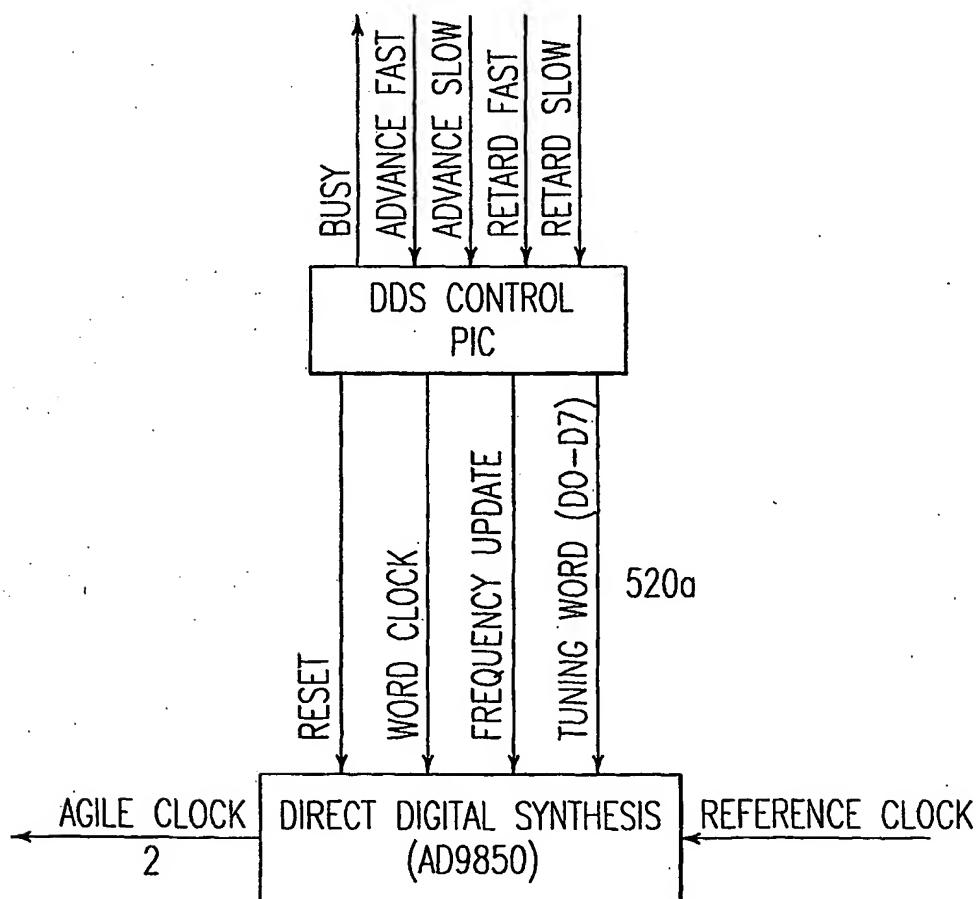 BUSY
ADVANCE FAST
ADVANCE SLOW
RETARD FAST
RETARD SLOW
DDS CONTROL
PIC
RESET
WORD CLOCK
FREQUENCY UPDATE
TUNING WORD (D0-D7)
520a
AGILE CLOCK
2
DIRECT DIGITAL SYNTHESIS
(AD9850)
REFERENCE CLOCK